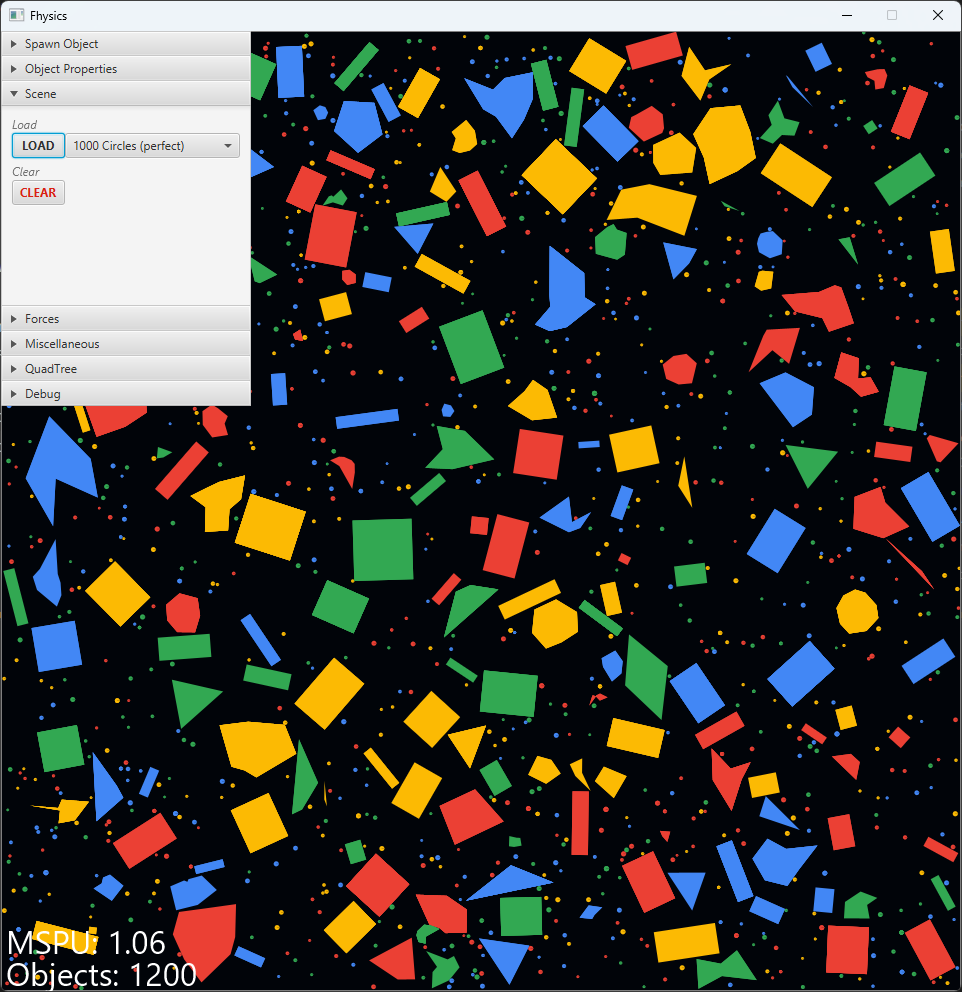 Fhysics
Spawn Object
Object Properties
Scene
Load
LOAD 1000 Circles (perfect)
Clear
CLEAR
Forces
Miscellaneous
QuadTree
Debug
MSPU: 1.06
Objects: 1200